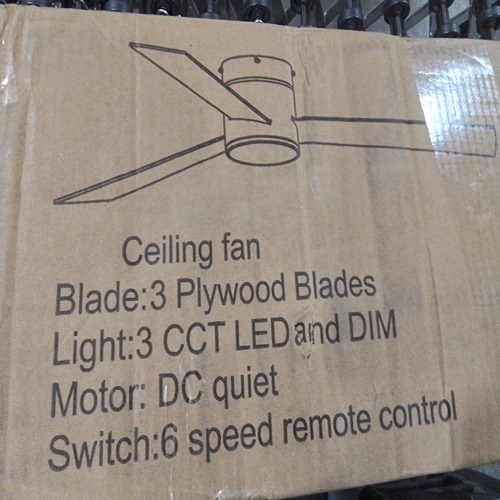 Ceiling fan
Blade:3 Plywood Blades
Light:3 CCT LED and DIM
Motor: DC quiet
Switch:6 speed remote control